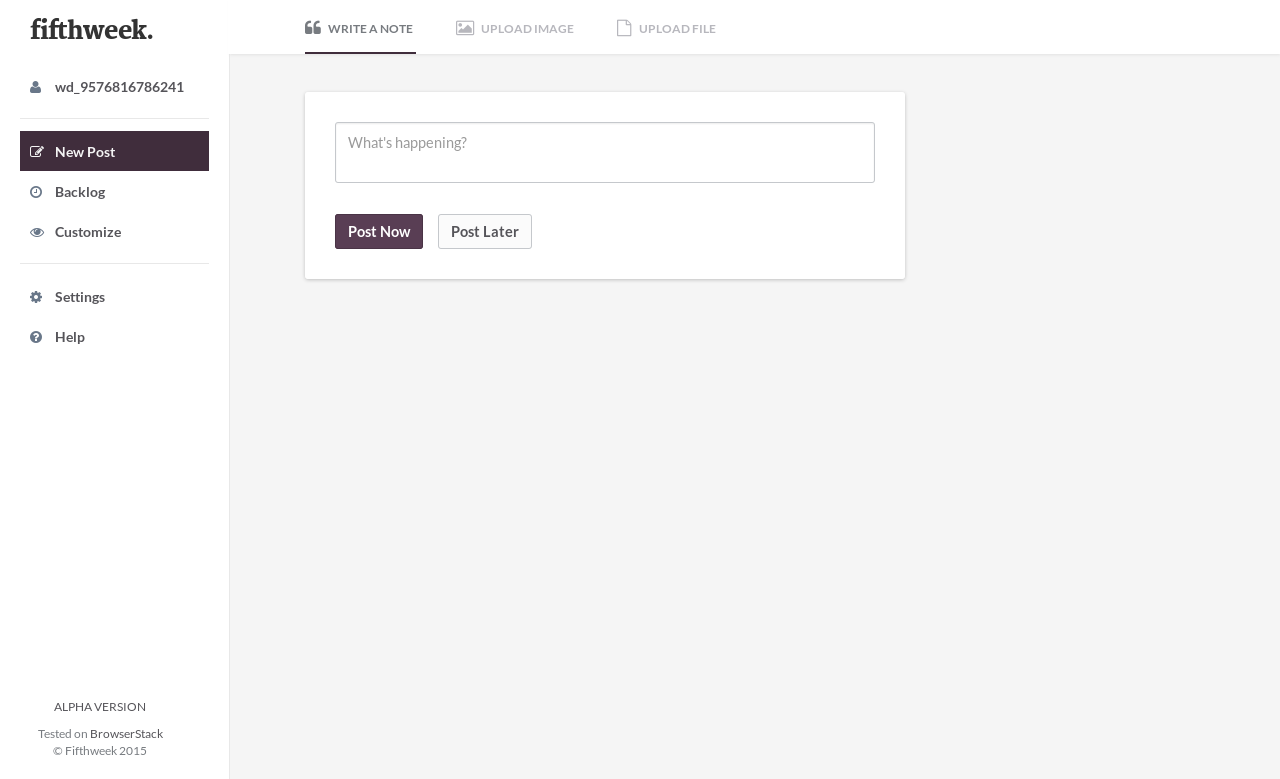 fifthweek.
WRITE A NOTE
UPLOAD IMAGE
UPLOAD FILE
wd_9576816786241
New Post
Backlog
Customize
Settings
Help
What's happening?
Post Now
Post Later
ALPHA VERSION
Tested on BrowserStack
© Fifthweek 2015